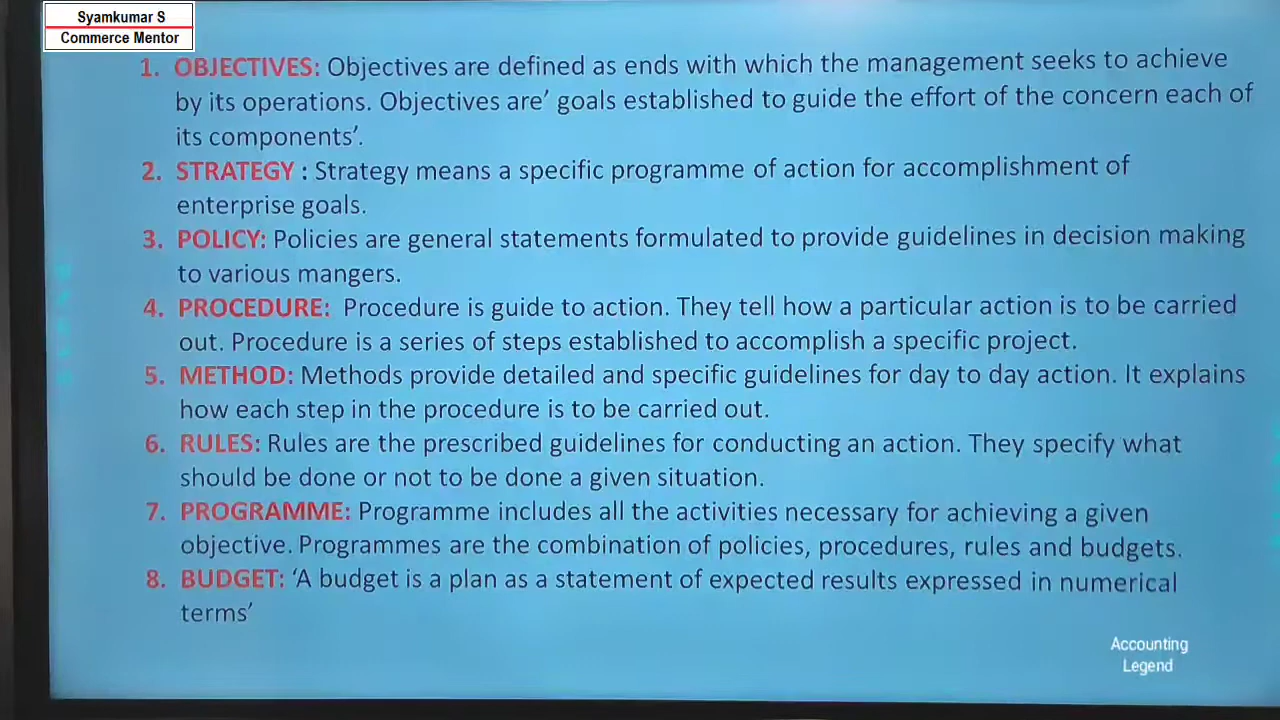 Syamkumar S
Commerce Mentor
1. OBJECTIVES: Objectives are defined as ends with which the management seeks to achieve
by its operations. Objectives are’ goals established to guide the effort of the concern each of
its components’.
2. STRATEGY : Strategy means a specific programme of action for accomplishment of
enterprise goals.
3. POLICY: Policies are general statements formulated to provide guidelines in decision making
to various mangers.
4. PROCEDURE: Procedure is guide to action. They tell how a particular action is to be carried
out. Procedure is a series of steps established to accomplish a specific project.
5. METHOD: Methods provide detailed and specific guidelines for day to day action. It explains
how each step in the procedure is to be carried out.
6. RULES: Rules are the prescribed guidelines for conducting an action. They specify what
should be done or not to be done a given situation.
7. PROGRAMME: Programme includes all the activities necessary for achieving a given
objective. Programmes are the combination of policies, procedures, rules and budgets.
8. BUDGET: ‘A budget is a plan as a statement of expected results expressed in numerical
terms’
Accounting
Legend